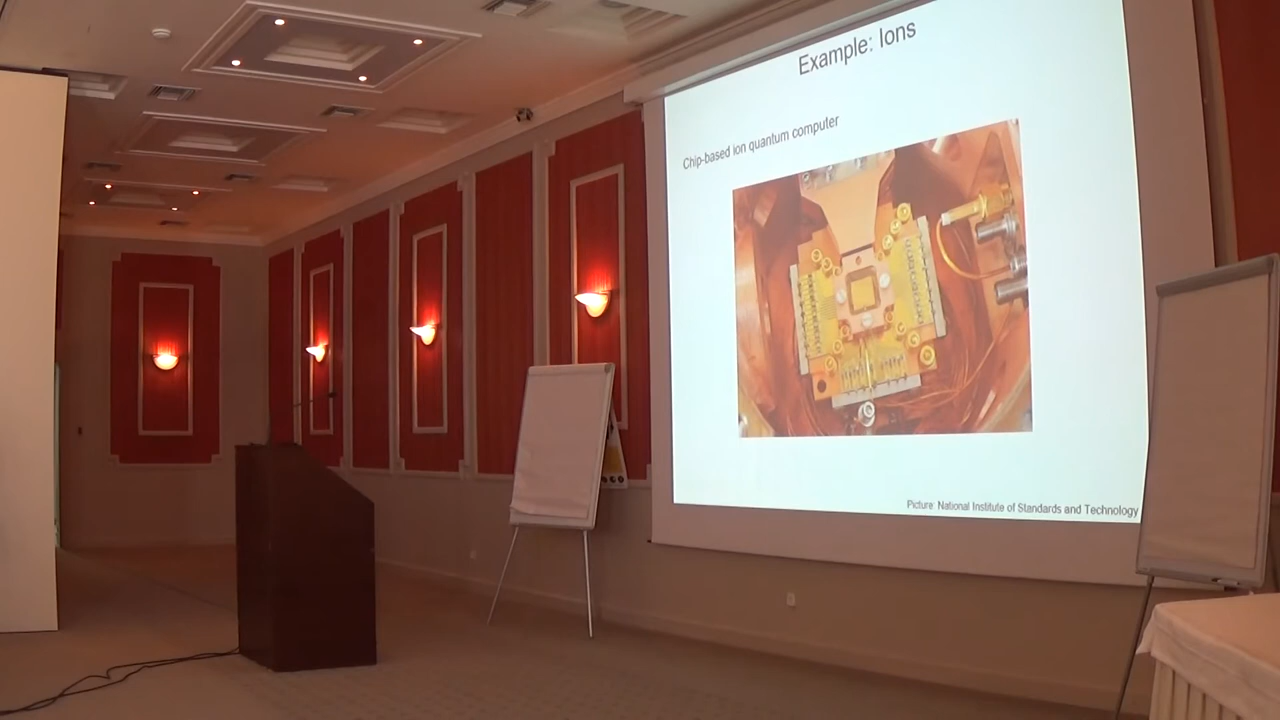 Example: Ions
Chip-based ion quantum computer
Picture: National Institute of Standards and Technology